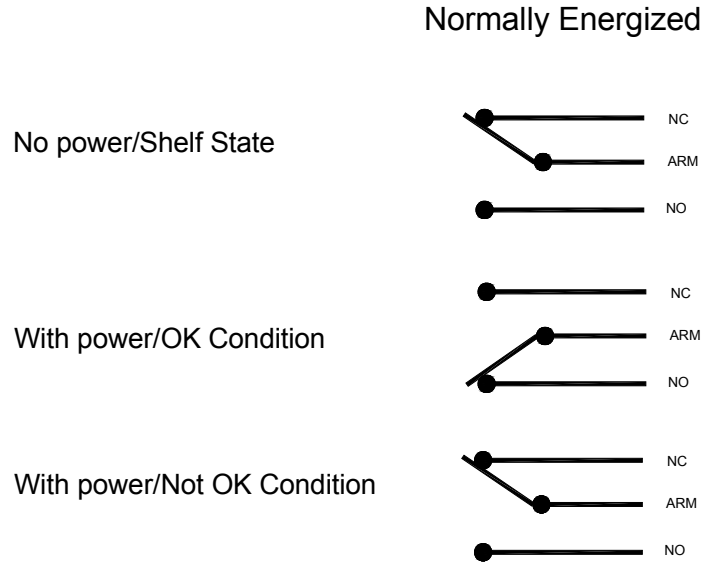 Normally Energized
No power/Shelf State
NC
ARM
NO
With power/OK Condition
NC
ARM
NO
With power/Not OK Condition
NC
ARM
NO